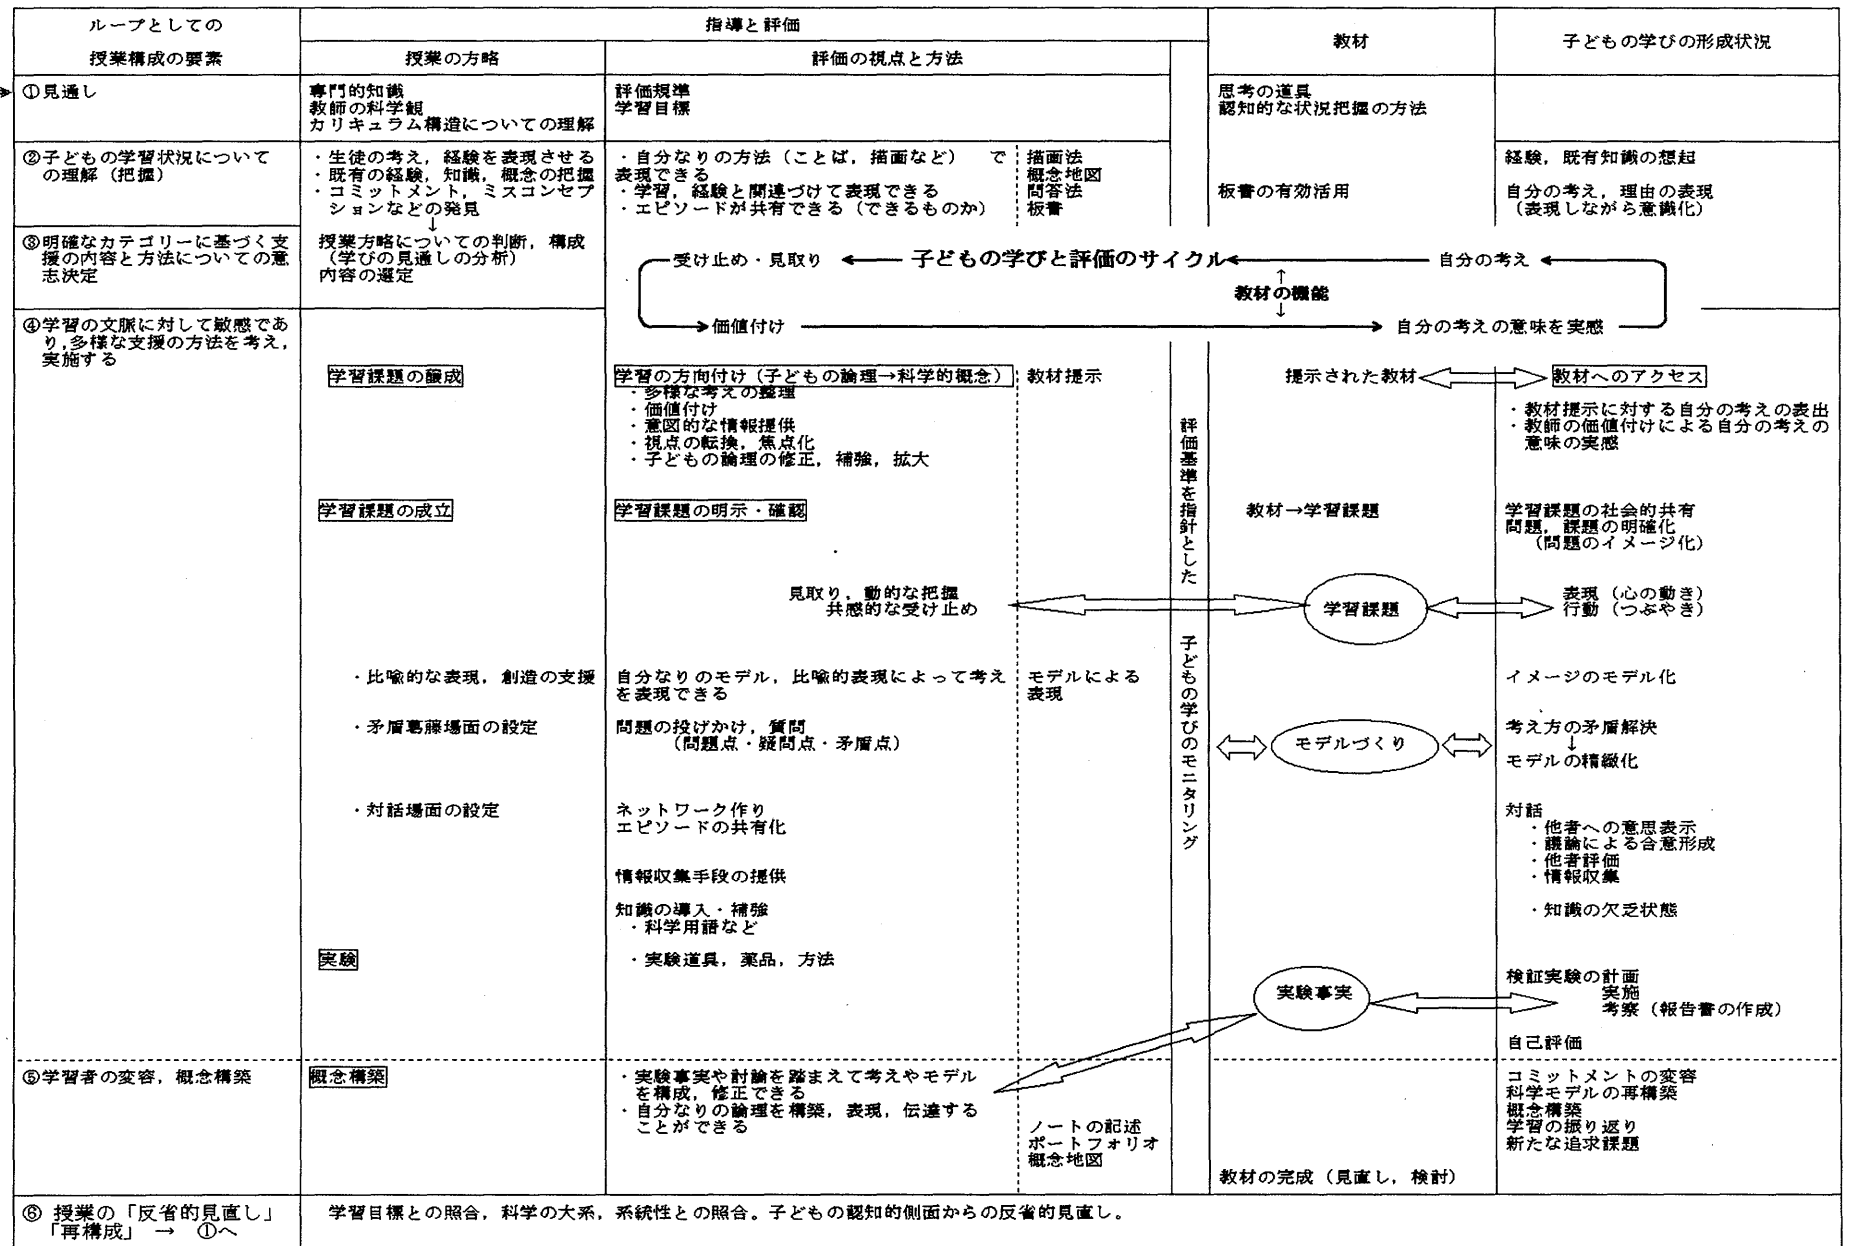 ループとしての
授業構成の要素
指導と評価
授業の方略
評価の視点と方法
教材
子どもの学びの形成状況
①見通し
専門的知識
教師の科学観
カリキュラム構造についての理解
評価規準
学習目標
思考の道具
認知的な状況把握の方法
②子どもの学習状況について
の理解（把握）
・生徒の考え，経験を表現させる
・既有の経験，知識，概念の把握
・コミットメント，ミスコンセプ
ションなどの発見
↓
・自分なりの方法（ことば，描画など） で
表現できる
・学習，経験と関連づけて表現できる
・エピソードが共有できる（できるものか）
描画法
概念地図
問答法
板書
板書の有効活用
経験，既有知識の想起
自分の考え，理由の表現
（表現しながら意識化）
③明確なカテゴリーに基づく支
援の内容と方法についての意
志決定
授業方略についての判断，構成
（学びの見通しの分析）
内容の選定
受け止め・見取り
子どもの学びと評価のサイクル
自分の考え
↑
教材の機能
↓
価値付け
自分の考えの意味を実感
④学習の文脈に対して敏感であ
り,多様な支援の方法を考え,
実施する
学習課題の醸成
学習の方向付け（子どもの論理→科学的概念）
・多様な考えの整理
・価値付け
・意図的な情報提供
・視点の転換，焦点化
・子どもの論理の修正，補強，拡大
教材提示
提示された教材
教材へのアクセス
・教材提示に対する自分の考えの表出
・教師の価値付けによる自分の考えの
意味の実感
評価基準を指針とした 子どもの学びのモニタリング
学習課題の成立
学習課題の明示・確認
教材→学習課題
学習課題の社会的共有
問題，課題の明確化
（問題のイメージ化）
見取り，動的な把握
共感的な受け止め
学習課題
表現（心の動き）
行動（つぶやき）
・比喩的な表現，創造の支援
自分なりのモデル，比喩的表現によって考え
を表現できる
モデルによる
表現
イメージのモデル化
・矛盾葛藤場面の設定
問題の投げかけ，質問
（問題点・疑問点・矛盾点）
モデルづくり
考え方の矛盾解決
↓
モデルの精緻化
・対話場面の設定
ネットワーク作り
エピソードの共有化
対話
・他者への意思表示
・議論による合意形成
・他者評価
・情報収集
情報収集手段の提供
知識の導入・補強
・科学用語など
・知識の欠乏状態
実験
・実験道具，薬品，方法
実験事実
検証実験の計画
実施
考察（報告書の作成）
自己評価
⑤学習者の変容，概念構築
概念構築
・実験事実や討論を踏まえて考えやモデル
を構成，修正できる
・自分なりの論理を構築，表現，伝達する
ことができる
ノートの記述
ポートフォリオ
概念地図
教材の完成（見直し，検討）
コミットメントの変容
科学モデルの再構築
概念構築
学習の振り返り
新たな追求課題
⑥ 授業の「反省的見直し」
「再構成」 → ①へ
学習目標との照合，科学の大系，系統性との照合。子どもの認知的側面からの反省的見直し。